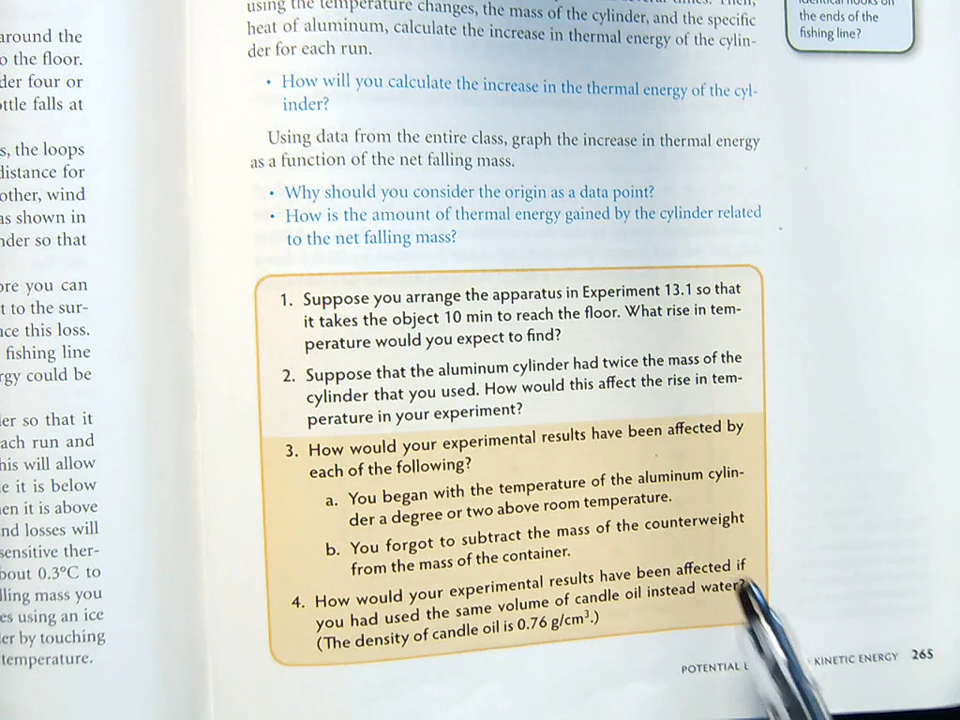 around the
o the floor.
der four or
ottle falls at
s, the loops
distance for
other, wind
as shown in
nder so that
ore you can
t to the sur-
ace this loss.
fishing line
rgy could be
er so that it
ach run and
his will allow
e it is below
en it is above
nd losses will
sensitive ther-
bout 0.3°C to
lling mass you
es using an ice
er by touching
temperature.
using the temperature changes, the mass of the cylinder, and the specific
heat of aluminum, calculate the increase in thermal energy of the cylin-
der for each run.
• How will you calculate the increase in the thermal energy of the cyl-
inder?
Using data from the entire class, graph the increase in thermal energy
as a function of the net falling mass.
• Why should you consider the origin as a data point?
• How is the amount of thermal energy gained by the cylinder related
to the net falling mass?
1. Suppose you arrange the apparatus in Experiment 13.1 so that
it takes the object 10 min to reach the floor. What rise in tem-
perature would you expect to find?
2. Suppose that the aluminum cylinder had twice the mass of the
cylinder that you used. How would this affect the rise in tem-
perature in your experiment?
3. How would your experimental results have been affected by
each of the following?
a. You began with the temperature of the aluminum cylin-
der a degree or two above room temperature.
b. You forgot to subtract the mass of the counterweight
from the mass of the container.
4. How would your experimental results have been affected if
you had used the same volume of candle oil instead water?
(The density of candle oil is 0.76 g/cm³.)
identical hooks on
the ends of the
fishing line?
POTENTIAL E KINETIC ENERGY 265